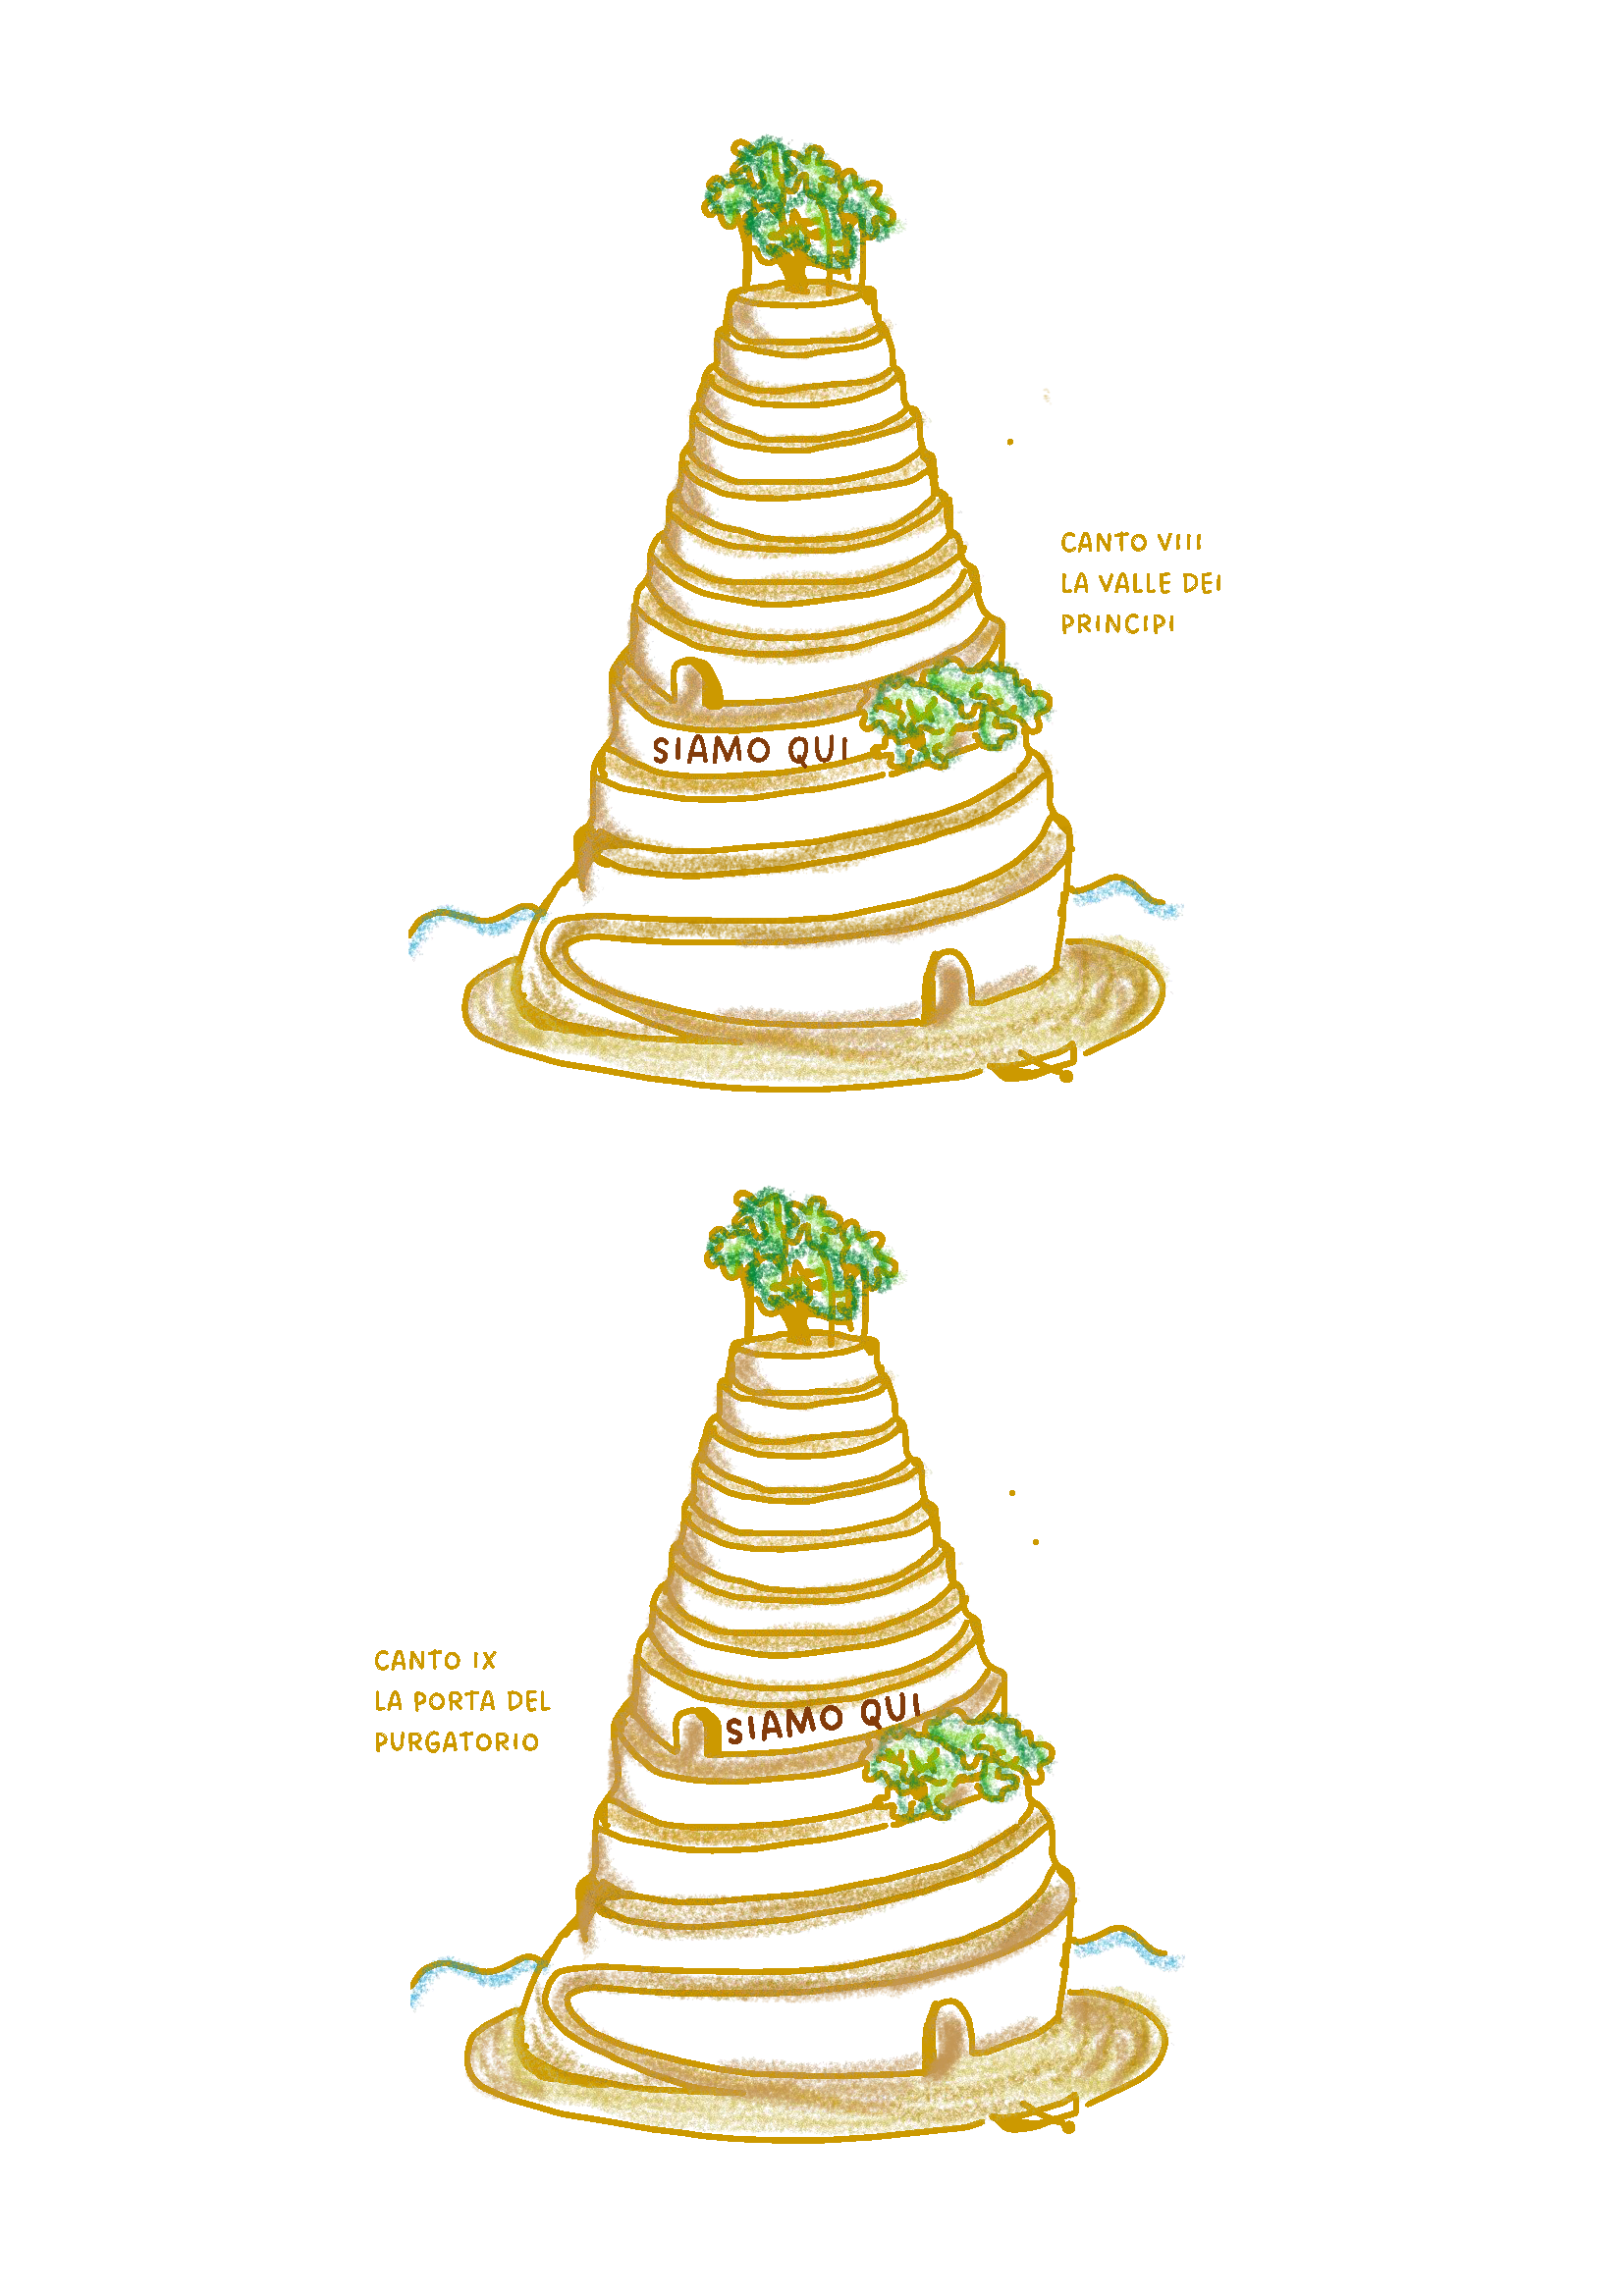 CANTO VIII
LA VALLE DEI
PRINCIPI
SIAMO QUI
CANTO IX
LA PORTA DEL
PURGATORIO
SIAMO QUI